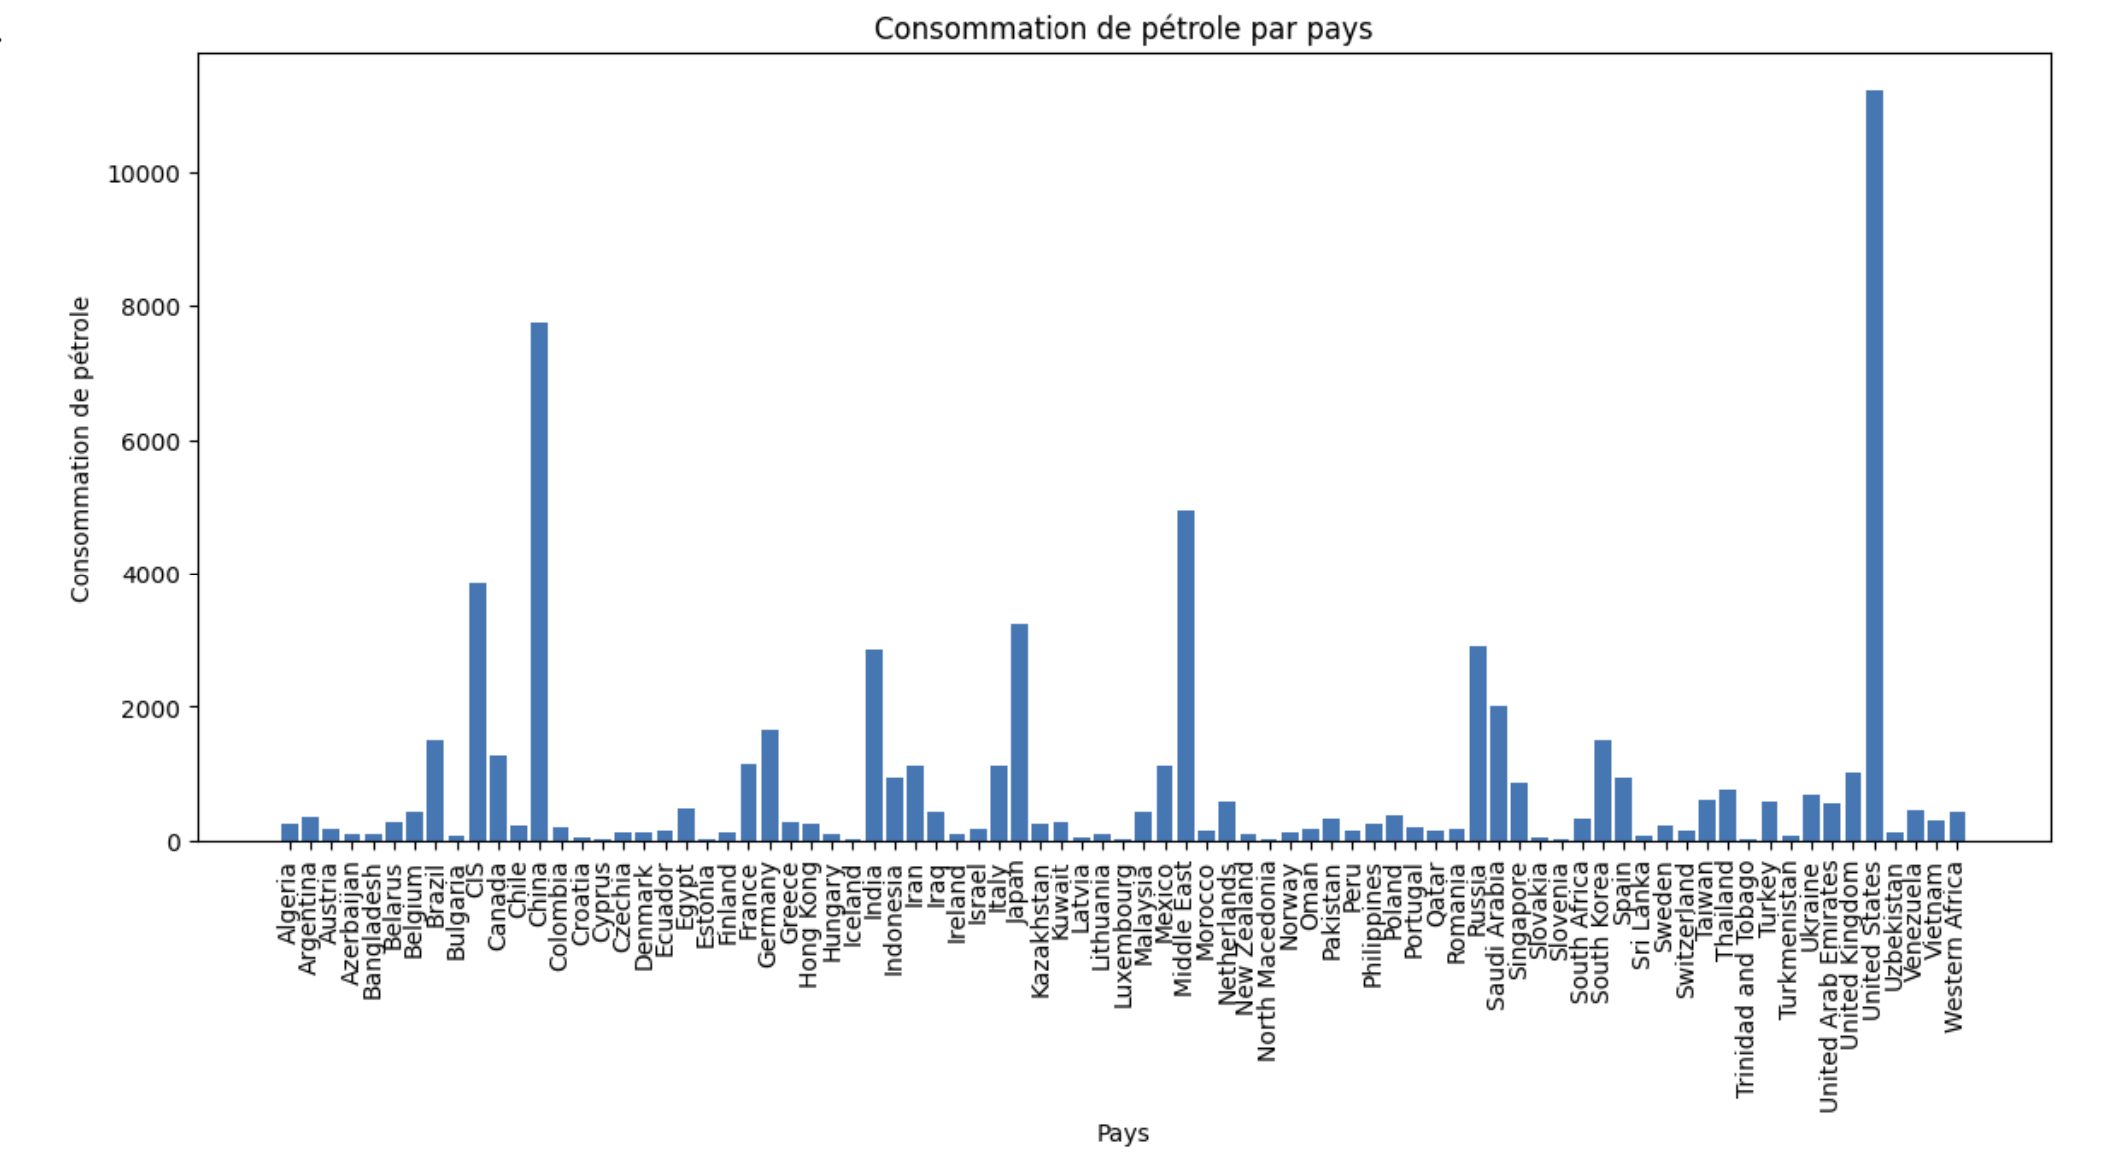 Consommation de pétrole par pays
Consommation de pétrole
10000
8000
6000
4000
2000
0
Algeria
Argentina
Austria
Azerbaijan
Bangladesh
Belarus
Belgium
Brazil
Bulgaria
CIS
Canada
Chile
China
Colombia
Croatia
Cyprus
Czechia
Denmark
Ecuador
Egypt
Estonia
Finland
France
Germany
Greece
Hong Kong
Hungary
Iceland
India
Indonesia
Iran
Iraq
Ireland
Israel
Italy
Japan
Kazakhstan
Kuwait
Latvia
Lithuania
Luxembourg
Malaysia
Mexico
Middle East
Morocco
Netherlands
New Zealand
North Macedonia
Norway
Oman
Pakistan
Peru
Philippines
Poland
Portugal
Qatar
Romania
Russia
Saudi Arabia
Singapore
Slovakia
Slovenia
South Africa
South Korea
Spain
Sri Lanka
Sweden
Switzerland
Taiwan
Thailand
Trinidad and Tobago
Turkey
Turkmenistan
Ukraine
United Arab Emirates
United Kingdom
United States
Uzbekistan
Venezuela
Vietnam
Western Africa
Pays